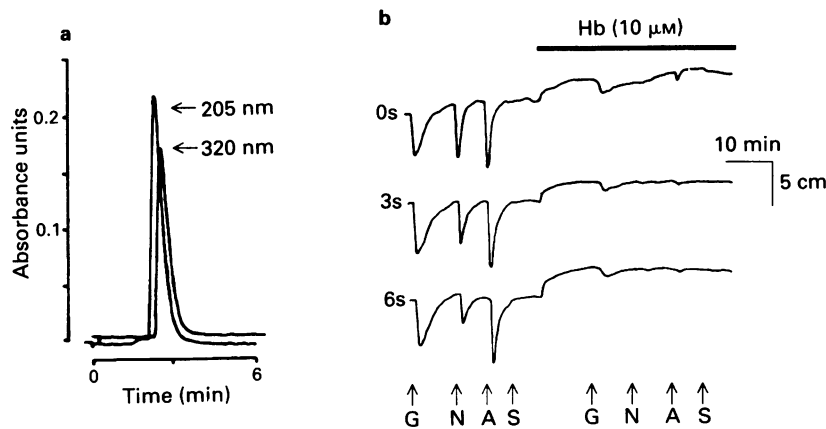 a
Absorbance units
0.2
0.1
← 205 nm
← 320 nm
0
6
Time (min)
b
Hb (10 μM)
0s
3s
6s
10 min
5 cm
G N A S G N A S